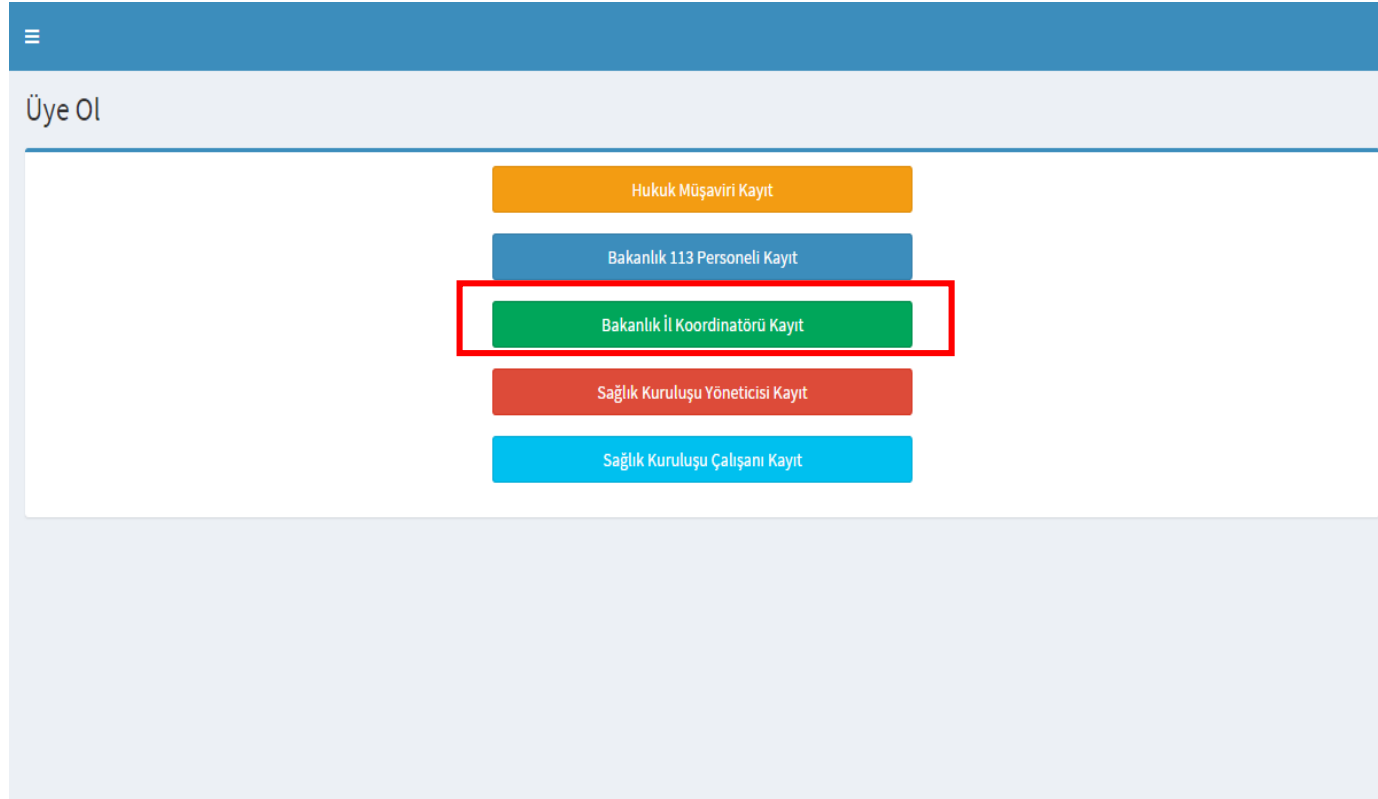 Üye Ol
Hukuk Müşaviri Kayıt
Bakanlık 113 Personeli Kayıt
Bakanlık İl Koordinatörü Kayıt
Sağlık Kuruluşu Yöneticisi Kayıt
Sağlık Kuruluşu Çalışanı Kayıt